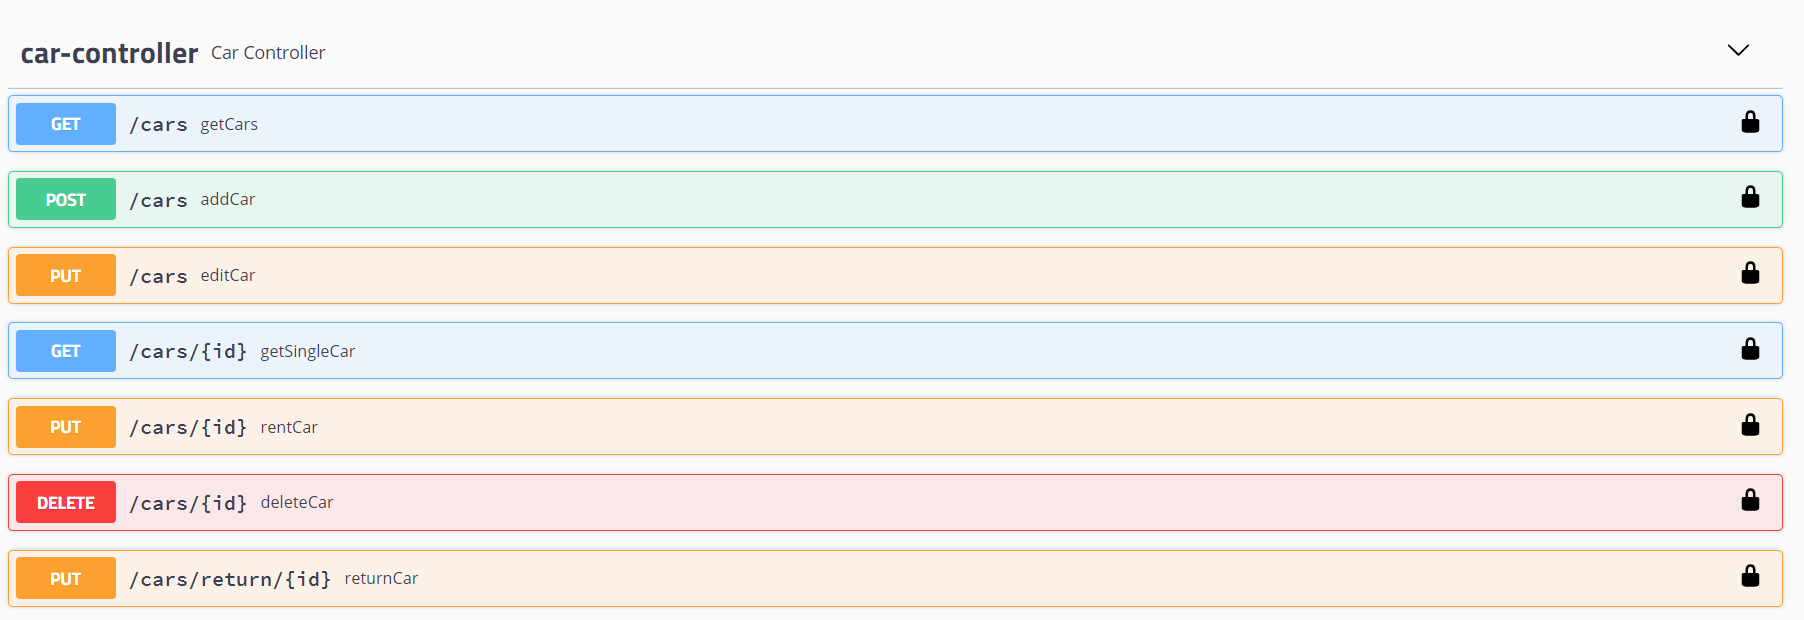 car-controller Car Controller
GET /cars getCars
POST /cars addCar
PUT /cars editCar
GET /cars/{id} getSingleCar
PUT /cars/{id} rentCar
DELETE /cars/{id} deleteCar
PUT /cars/return/{id} returnCar